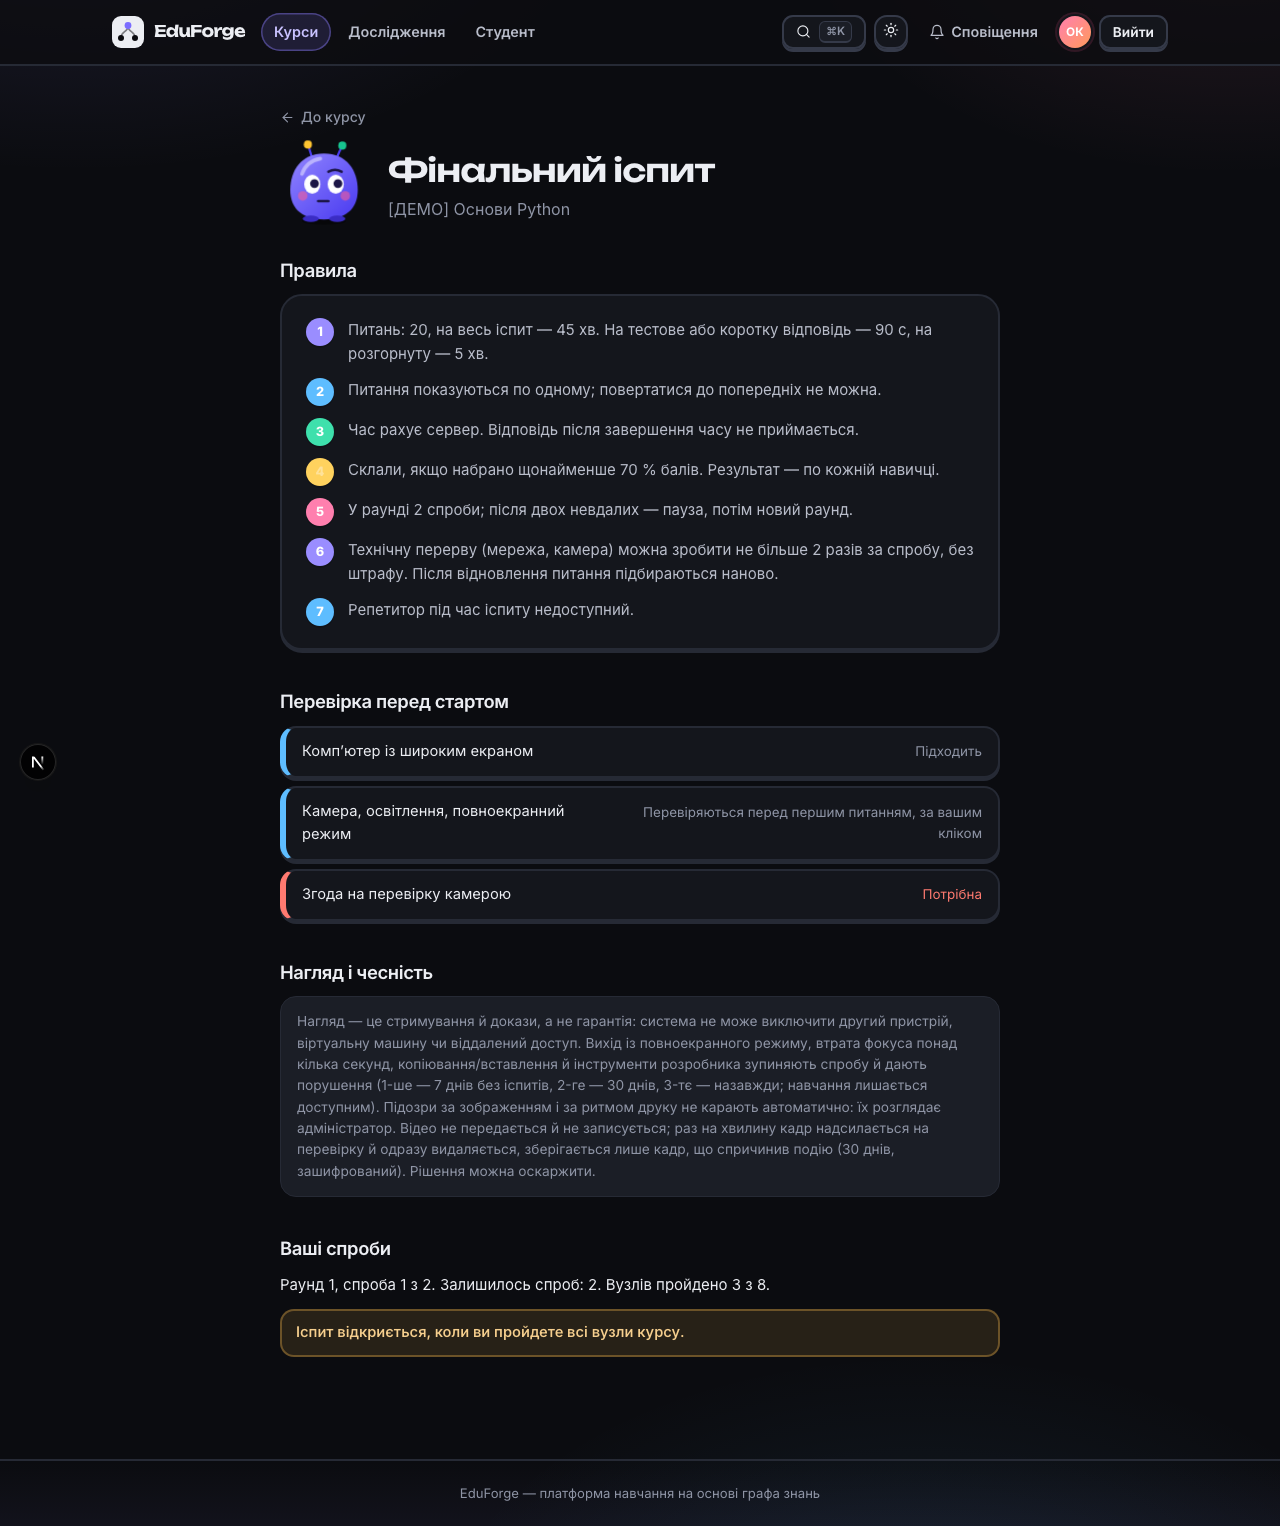 EduForge
Курси
Дослідження
Студент
⌘K
Сповіщення
ОК
Вийти
← До курсу
Фінальний іспит
[ДЕМО] Основи Python
Правила
1 Питань: 20, на весь іспит — 45 хв. На тестове або коротку відповідь — 90 с, на
розгорнуту — 5 хв.
2 Питання показуються по одному; повертатися до попередніх не можна.
3 Час рахує сервер. Відповідь після завершення часу не приймається.
4 Склали, якщо набрано щонайменше 70 % балів. Результат — по кожній навичці.
5 У раунді 2 спроби; після двох невдалих — пауза, потім новий раунд.
6 Технічну перерву (мережа, камера) можна зробити не більше 2 разів за спробу, без
штрафу. Після відновлення питання підбираються наново.
7 Репетитор під час іспиту недоступний.
Перевірка перед стартом
Комп’ютер із широким екраном
Підходить
Камера, освітлення, повноекранний
режим
Перевіряються перед першим питанням, за вашим
кліком
Згода на перевірку камерою
Потрібна
N
Нагляд і чесність
Нагляд — це стримування й докази, а не гарантія: система не може виключити другий пристрій,
віртуальну машину чи віддалений доступ. Вихід із повноекранного режиму, втрата фокуса понад
кілька секунд, копіювання/вставлення й інструменти розробника зупиняють спробу й дають
порушення (1-ше — 7 днів без іспитів, 2-ге — 30 днів, 3-тє — назавжди; навчання лишається
доступним). Підозри за зображенням і за ритмом друку не карають автоматично: їх розглядає
адміністратор. Відео не передається й не записується; раз на хвилину кадр надсилається на
перевірку й одразу видаляється, зберігається лише кадр, що спричинив подію (30 днів,
зашифрований). Рішення можна оскаржити.
Ваші спроби
Раунд 1, спроба 1 з 2. Залишилось спроб: 2. Вузлів пройдено 3 з 8.
Іспит відкриється, коли ви пройдете всі вузли курсу.
EduForge — платформа навчання на основі графа знань